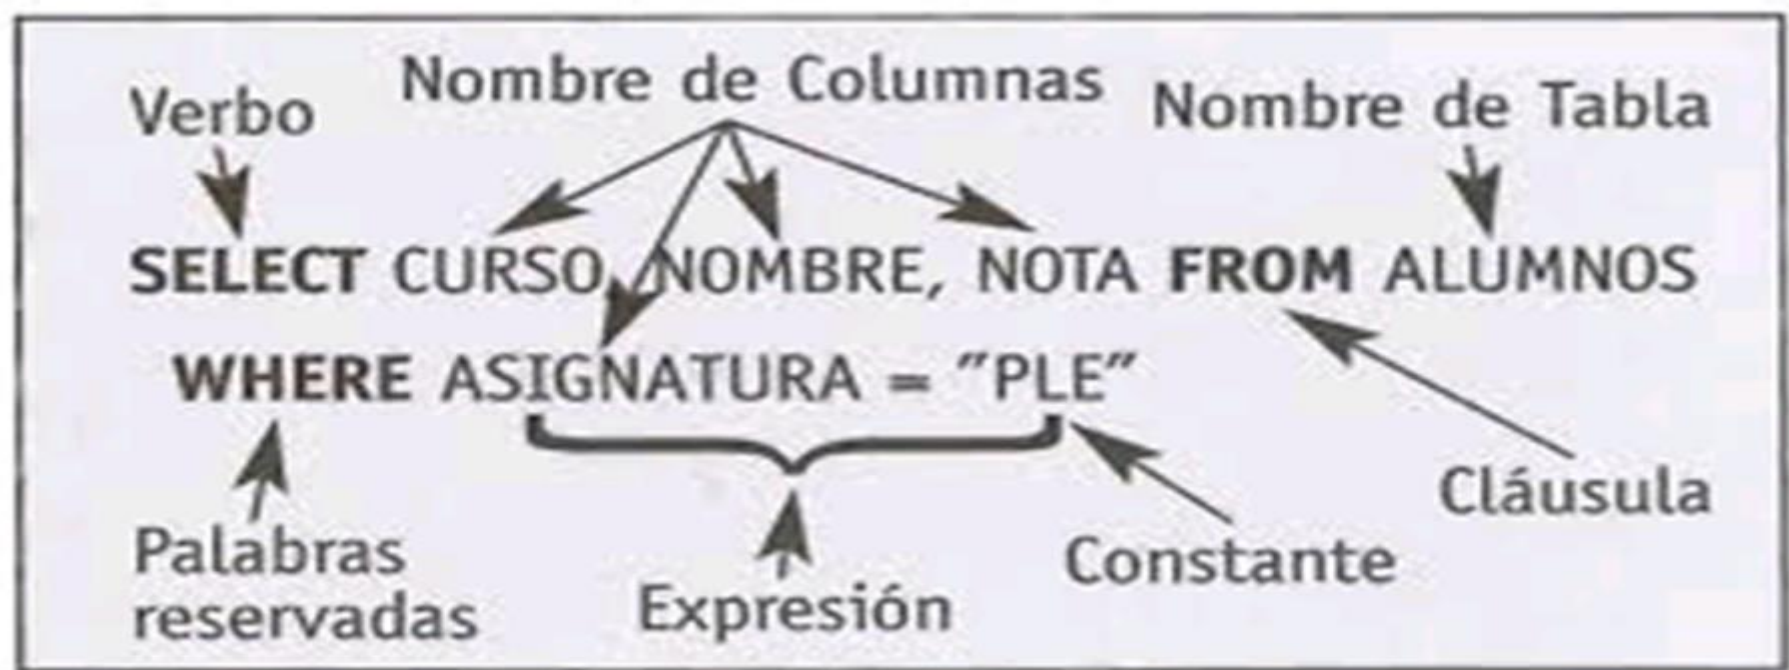 Verbo
Nombre de Columnas
Nombre de Tabla
SELECT CURSO, NOMBRE, NOTA FROM ALUMNOS
WHERE ASIGNATURA = "PLE"
Palabras
reservadas
Expresión
Constante
Cláusula